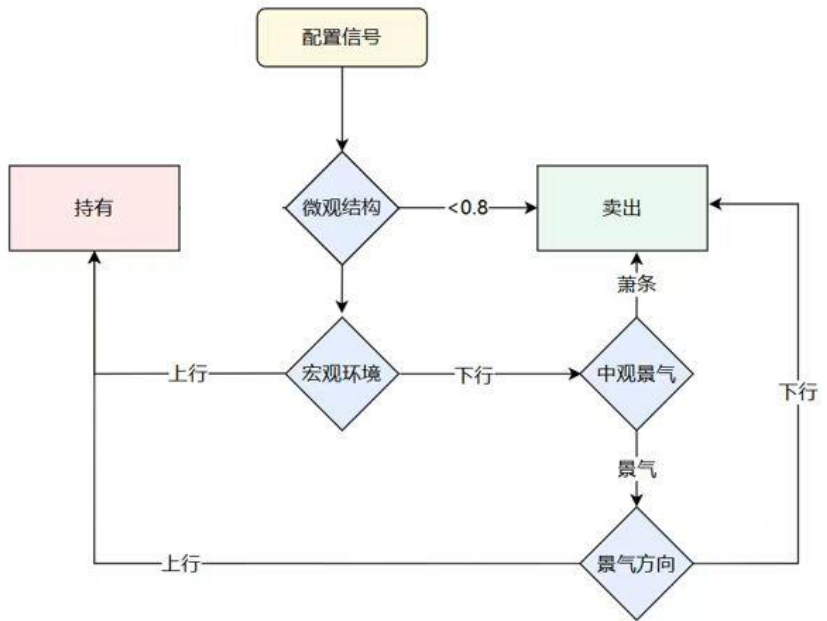 配置信号
持有
微观结构
<0.8
卖出
萧条
上行
宏观环境
下行
中观景气
下行
景气
上行
景气方向